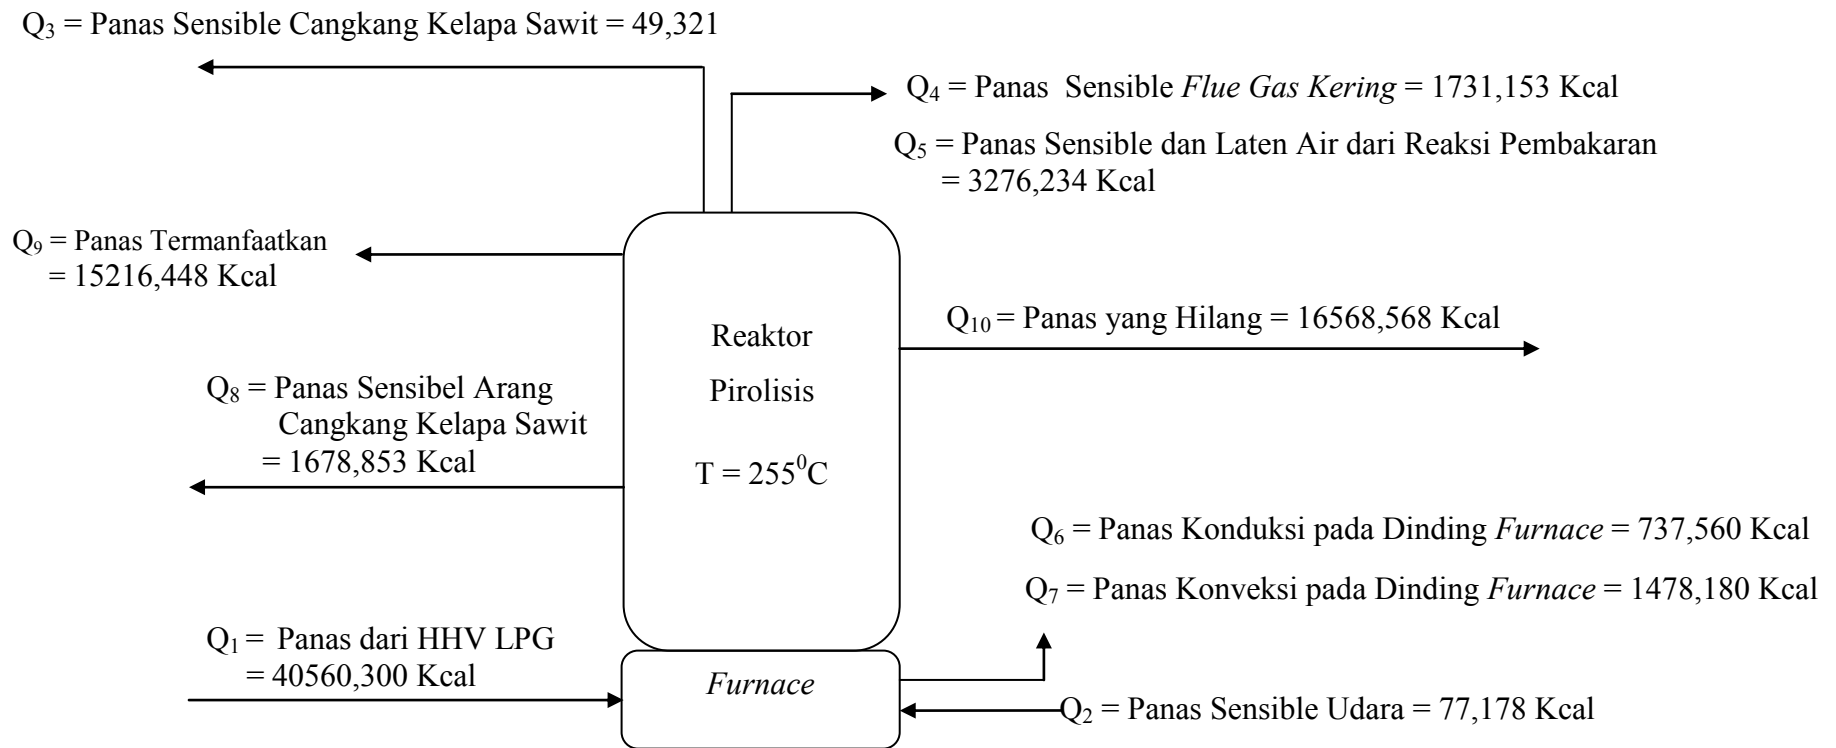 Q₃ = Panas Sensible Cangkang Kelapa Sawit = 49,321
Q₄ = Panas Sensible Flue Gas Kering = 1731,153 Kcal
Q₅ = Panas Sensible dan Laten Air dari Reaksi Pembakaran
= 3276,234 Kcal
Q₉ = Panas Termanfaatkan
= 15216,448 Kcal
Q₁₀ = Panas yang Hilang = 16568,568 Kcal
Reaktor
Pirolisis
T = 255⁰C
Q₈ = Panas Sensibel Arang
Cangkang Kelapa Sawit
= 1678,853 Kcal
Q₆ = Panas Konduksi pada Dinding Furnace = 737,560 Kcal
Q₇ = Panas Konveksi pada Dinding Furnace = 1478,180 Kcal
Q₁ = Panas dari HHV LPG
= 40560,300 Kcal
Furnace
Q₂ = Panas Sensible Udara = 77,178 Kcal